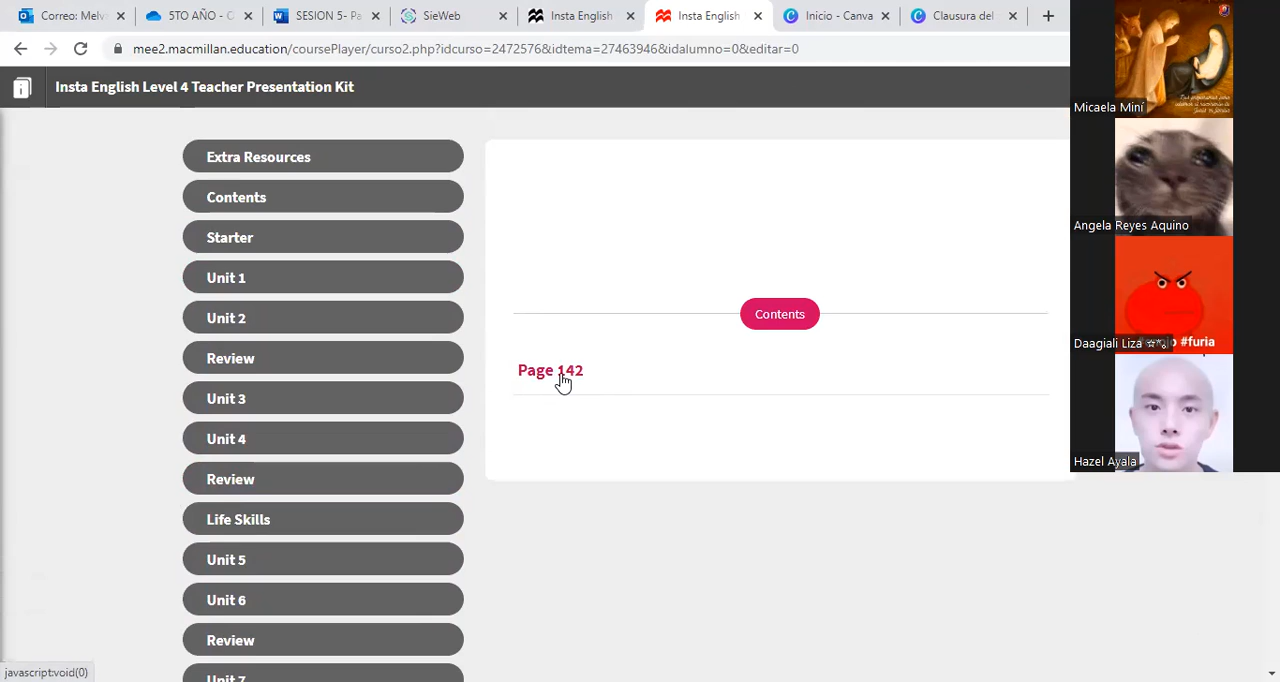 Correo: Melv
5TO AÑO - C
SESION 5- Pa
SieWeb
Insta English
Insta English
Inicio - Canva
Clausura del
mee2.macmillan.education/coursePlayer/curso2.php?idcurso=2472576&idtema=27463946&idalumno=0&editar=0
Insta English Level 4 Teacher Presentation Kit
Extra Resources
Contents
Starter
Unit 1
Unit 2
Review
Unit 3
Unit 4
Review
Life Skills
Unit 5
Unit 6
Review
Unit 7
Contents
Page 142
javascript:void(0)
Micaela Miní
Angela Reyes Aquino
Daagiali Liza
#furia
Hazel Ayala